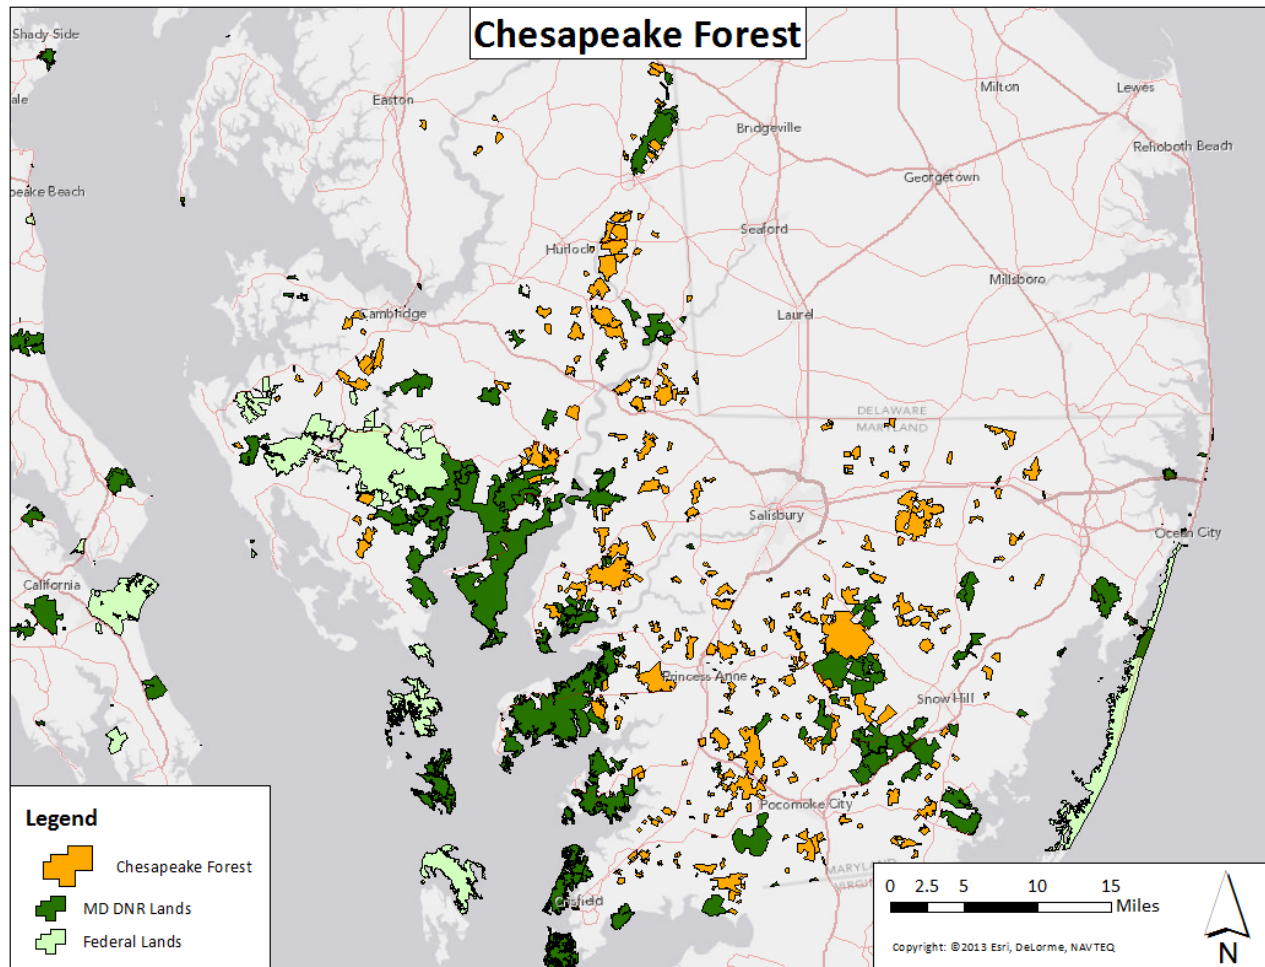 Chesapeake Forest
Shady Side
ale
Easton
Milton
Lewes
Bridgeville
Rehoboth Beach
Georgetown
peake Beach
Seaford
Hurlock
Millsboro
Cambridge
Laurel
DELAWARE
MARYLAND
Salisbury
Ocean City
California
Princess Anne
Snow Hill
Pocomoke City
MARYLAND
VIRGIN
Crisfield
Legend
Chesapeake Forest
MD DNR Lands
Federal Lands
0 2.5 5 10 15
Miles
Copyright: ©2013 Esri, DeLorme, NAVTEQ
N